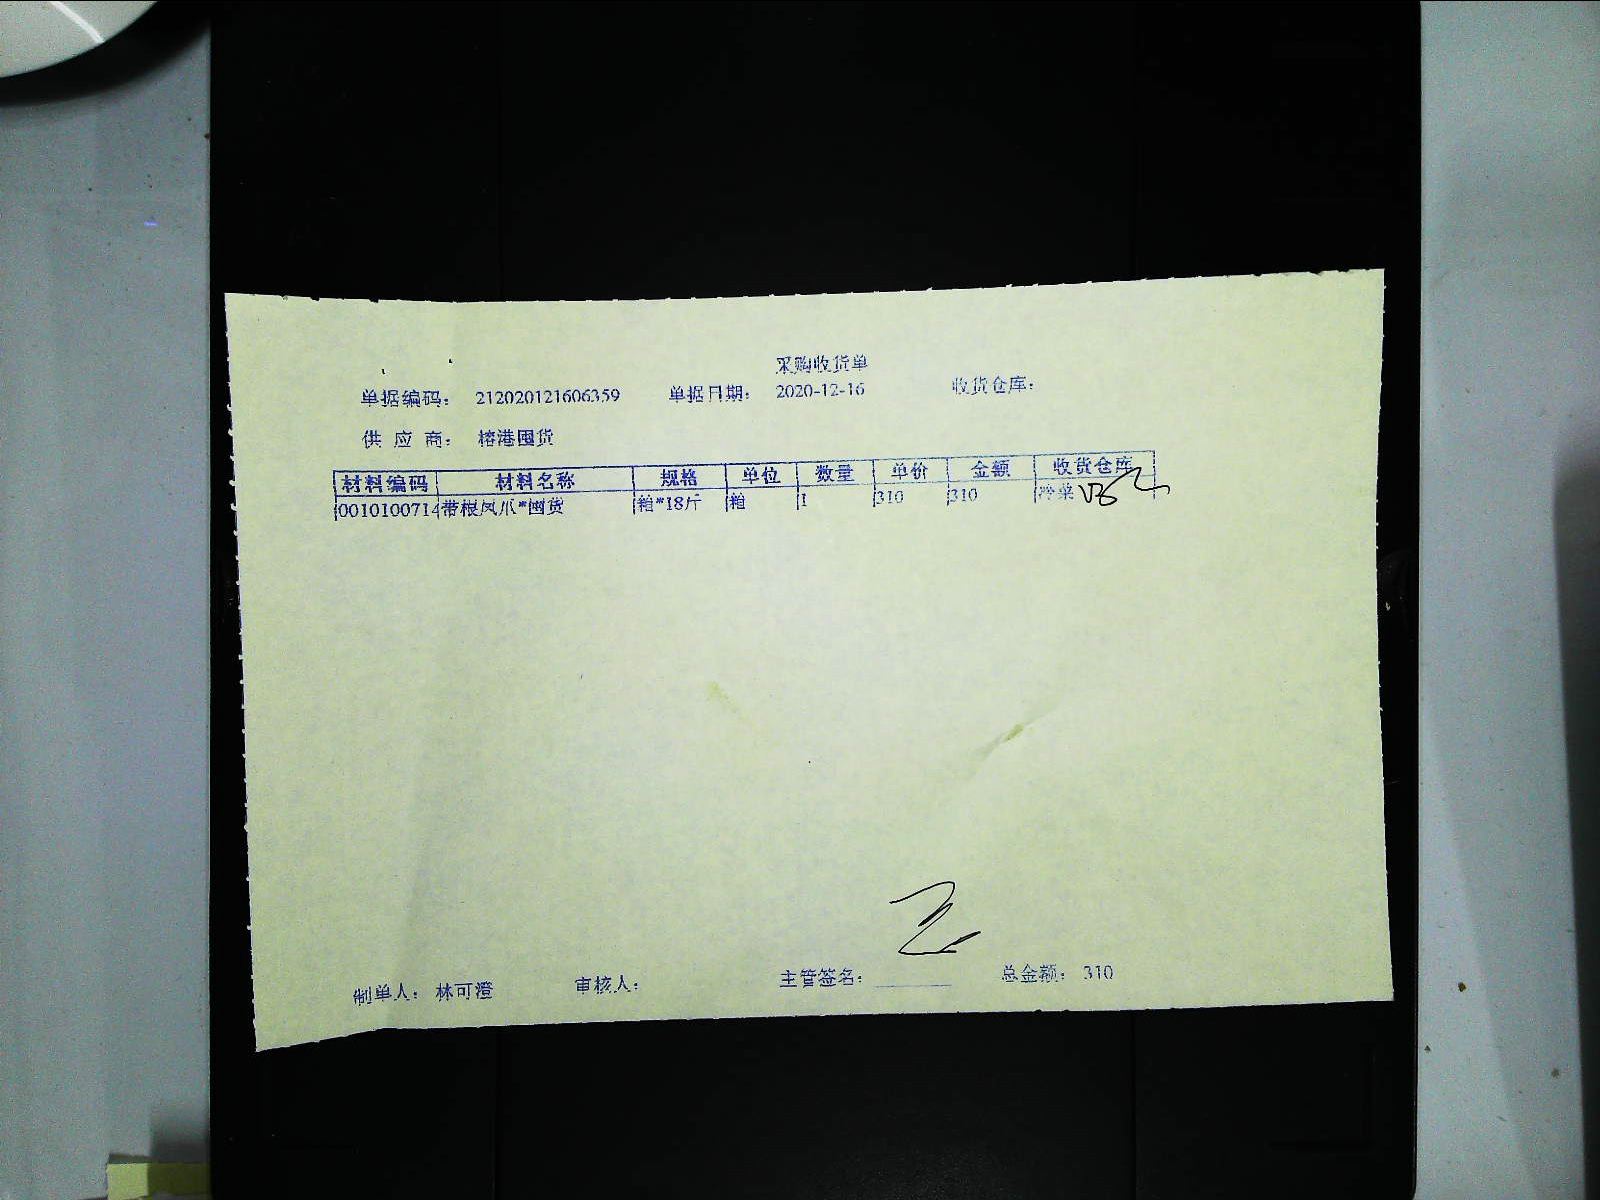 采购收货单
单据编码： 212020121606359 单据日期： 2020-12-16 收货仓库：
供 应 商： 榕港囤货
材料编码 材料名称 规格 单位 数量 单价 金额 收货仓库
0010100714 带根凤爪*囤货 箱*18斤 箱 1 310 310 冷菜
制单人： 林可澄 审核人： 主管签名： 总金额： 310